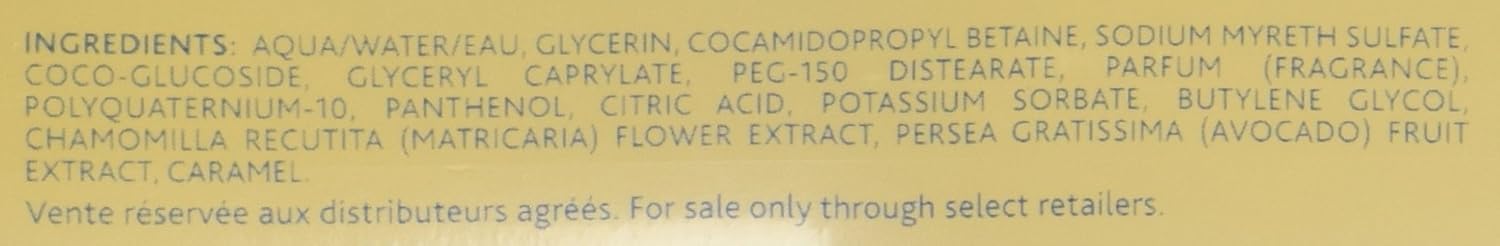 INGREDIENTS: AQUA/WATER/EAU, GLYCERIN, COCAMIDOPROPYL BETAINE, SODIUM MYRETH SULFATE,
COCO-GLUCOSIDE, GLYCERYL CAPRYLATE, PEG-150 DISTEARATE, PARFUM (FRAGRANCE),
POLYQUATERNIUM-10, PANTHENOL, CITRIC ACID, POTASSIUM SORBATE, BUTYLENE GLYCOL,
CHAMOMILLA RECUTITA (MATRICARIA) FLOWER EXTRACT, PERSEA GRATISSIMA (AVOCADO) FRUIT
EXTRACT, CARAMEL.
Vente réservée aux distributeurs agréés. For sale only through select retailers.